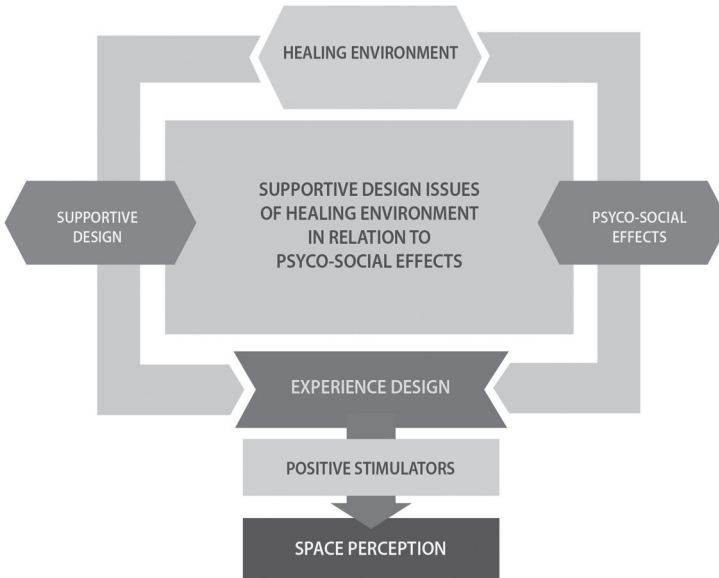 HEALING ENVIRONMENT
SUPPORTIVE DESIGN ISSUES
OF HEALING ENVIRONMENT
IN RELATION TO
PSYCO-SOCIAL EFFECTS
SUPPORTIVE
DESIGN
PSYCO-SOCIAL
EFFECTS
EXPERIENCE DESIGN
POSITIVE STIMULATORS
SPACE PERCEPTION